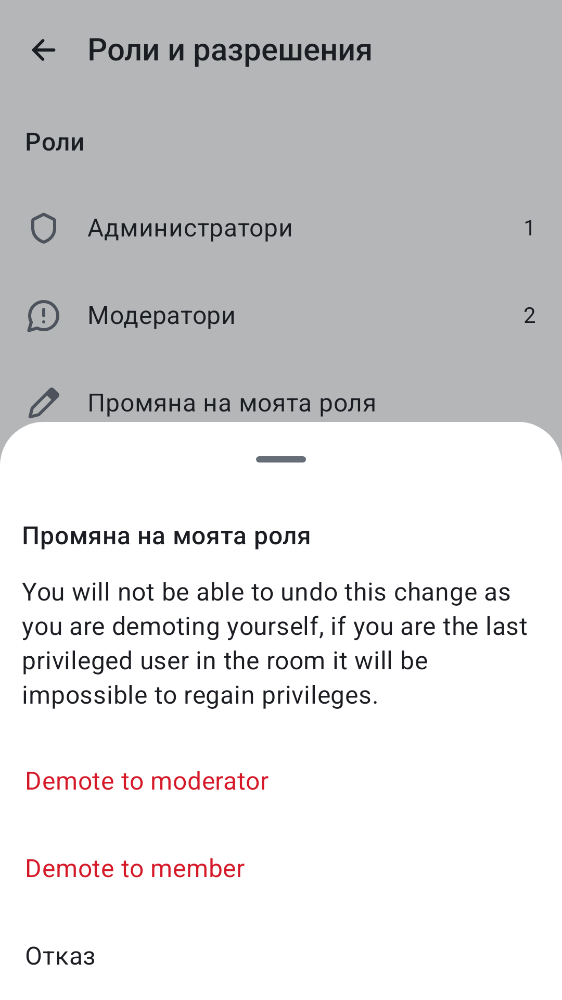 Роли и разрешения
Роли
Администратори 1
Модератори 2
Промяна на моята роля
Промяна на моята роля
You will not be able to undo this change as
you are demoting yourself, if you are the last
privileged user in the room it will be
impossible to regain privileges.
Demote to moderator
Demote to member
Отказ